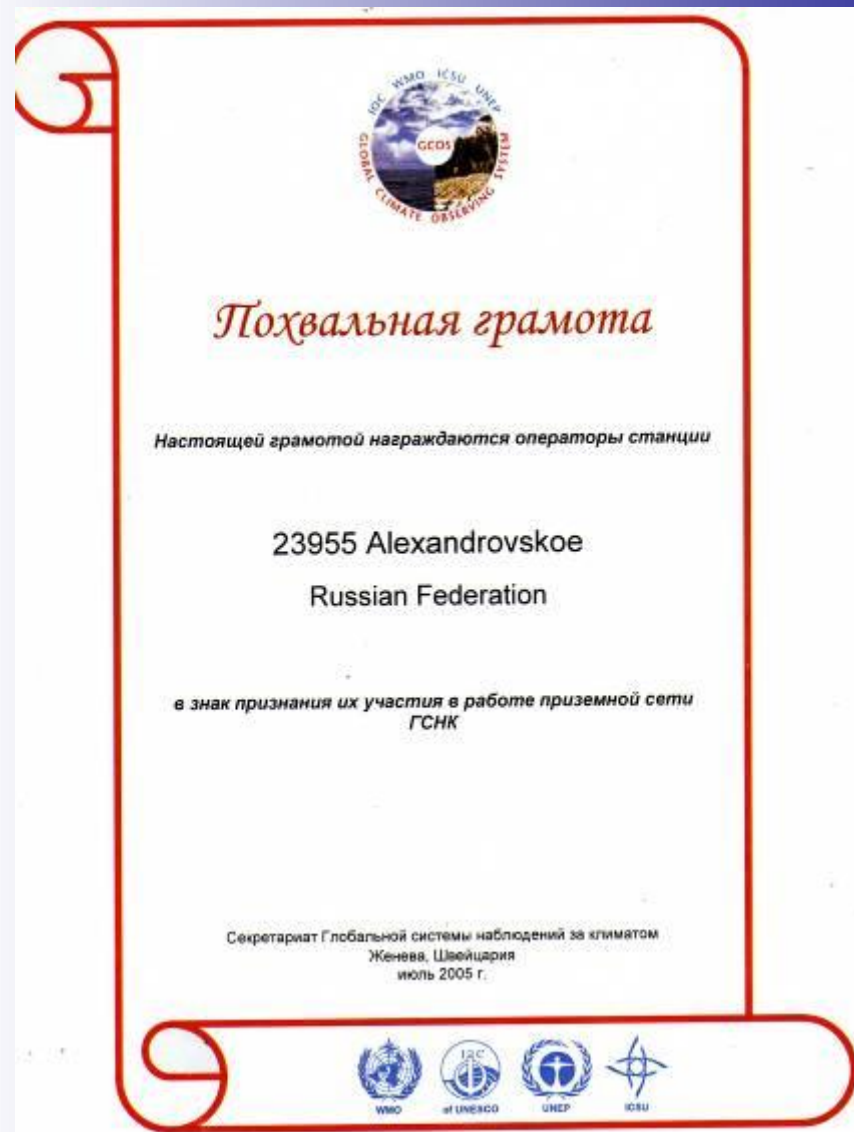 IOC WMO ICSU UNEP
GCOS
GLOBAL CLIMATE OBSERVING SYSTEM
Похвальная грамота
Настоящей грамотой награждаются операторы станции
23955 Alexandrovskoe
Russian Federation
в знак признания их участия в работе приземной сети
ГСНК
Секретариат Глобальной системы наблюдений за климатом
Женева, Швейцария
июль 2005 г.
IOC
WMO of UNESCO UNEP ICSU